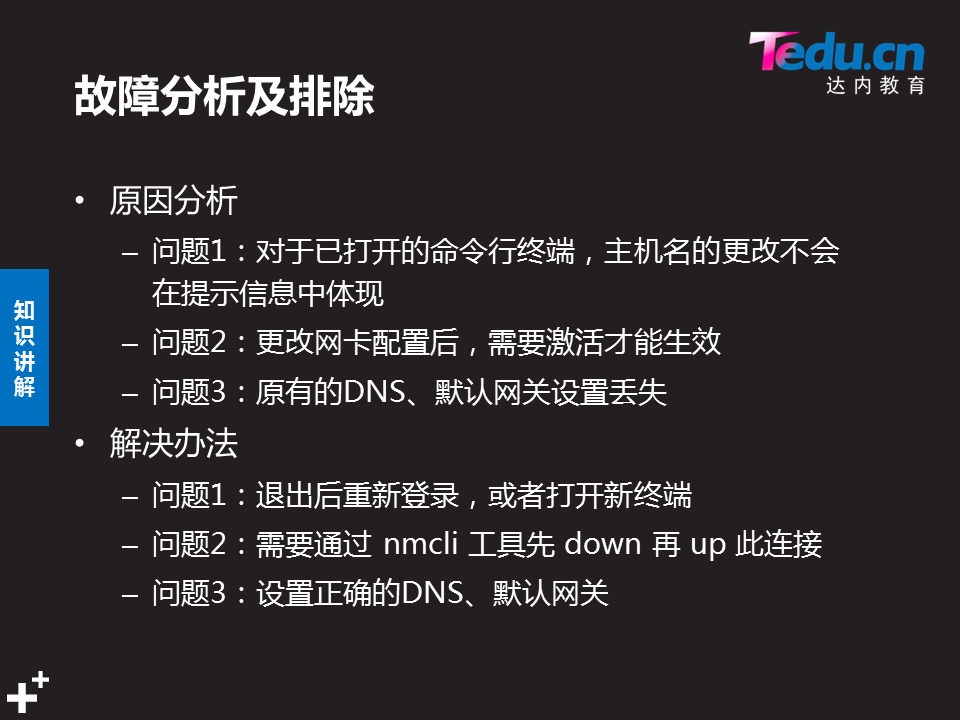 Tedu.cn
达内教育
故障分析及排除
• 原因分析
– 问题1：对于已打开的命令行终端，主机名的更改不会
在提示信息中体现
– 问题2：更改网卡配置后，需要激活才能生效
– 问题3：原有的DNS、默认网关设置丢失
• 解决办法
– 问题1：退出后重新登录，或者打开新终端
– 问题2：需要通过 nmcli 工具先 down 再 up 此连接
– 问题3：设置正确的DNS、默认网关
知
识
讲
解